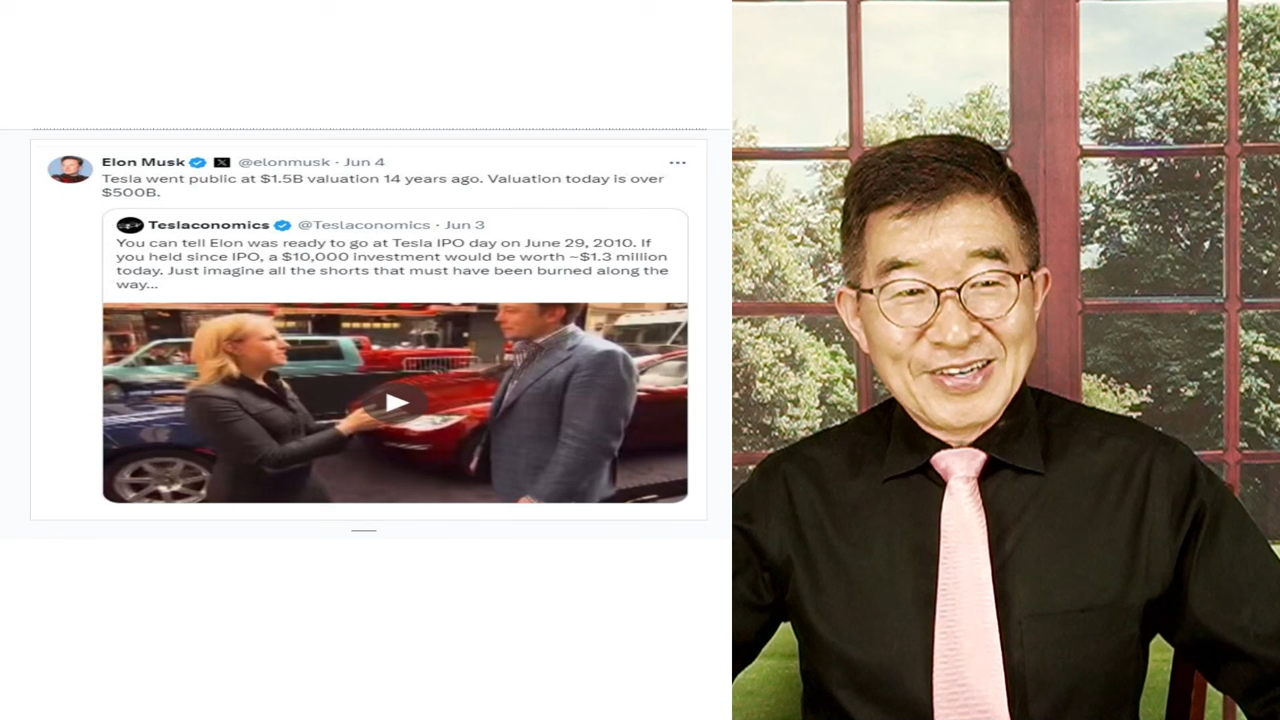 Elon Musk @elonmusk · Jun 4
Tesla went public at $1.5B valuation 14 years ago. Valuation today is over
$500B.
Teslaconomics @Teslaconomics · Jun 3
You can tell Elon was ready to go at Tesla IPO day on June 29, 2010. If
you held since IPO, a $10,000 investment would be worth ~$1.3 million
today. Just imagine all the shorts that must have been burned along the
way...